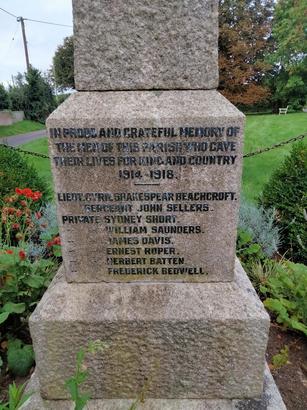 IN PROUD AND GRATEFUL MEMORY OF
THE MEN OF THIS PARISH WHO GAVE
THEIR LIVES FOR KING AND COUNTRY
1914-1918.
LIEUT. CYRIL SHAKESPEAR BEACHCROFT.
SERGEANT JOHN SELLERS
PRIVATE SYDNEY SHORT.
WILLIAM SAUNDERS.
JAMES DAVIS.
ERNEST ROPER.
HERBERT BATTEN.
FREDERICK BEDWELL.